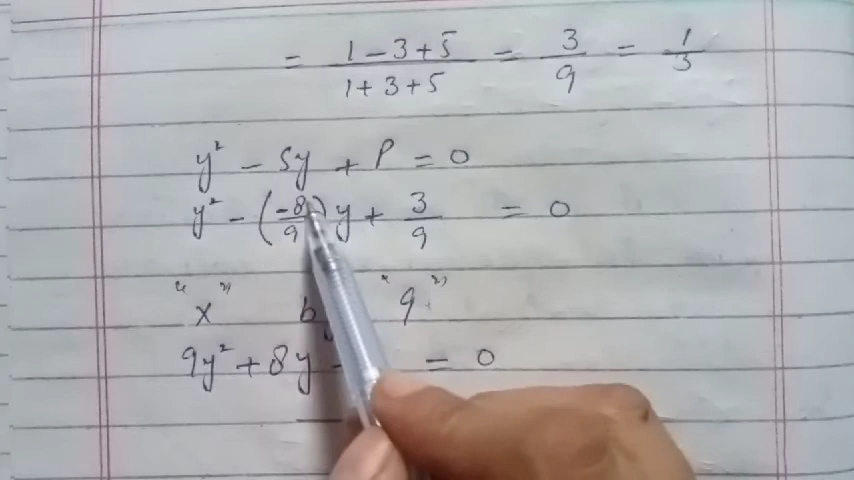 = (1 - 3 + 5)/(1 + 3 + 5) = 3/9 = 1/3
y² - Sy + P = 0
y² - (-8/9)y + 3/9 = 0
"x" "9"
9y² + 8y = 0